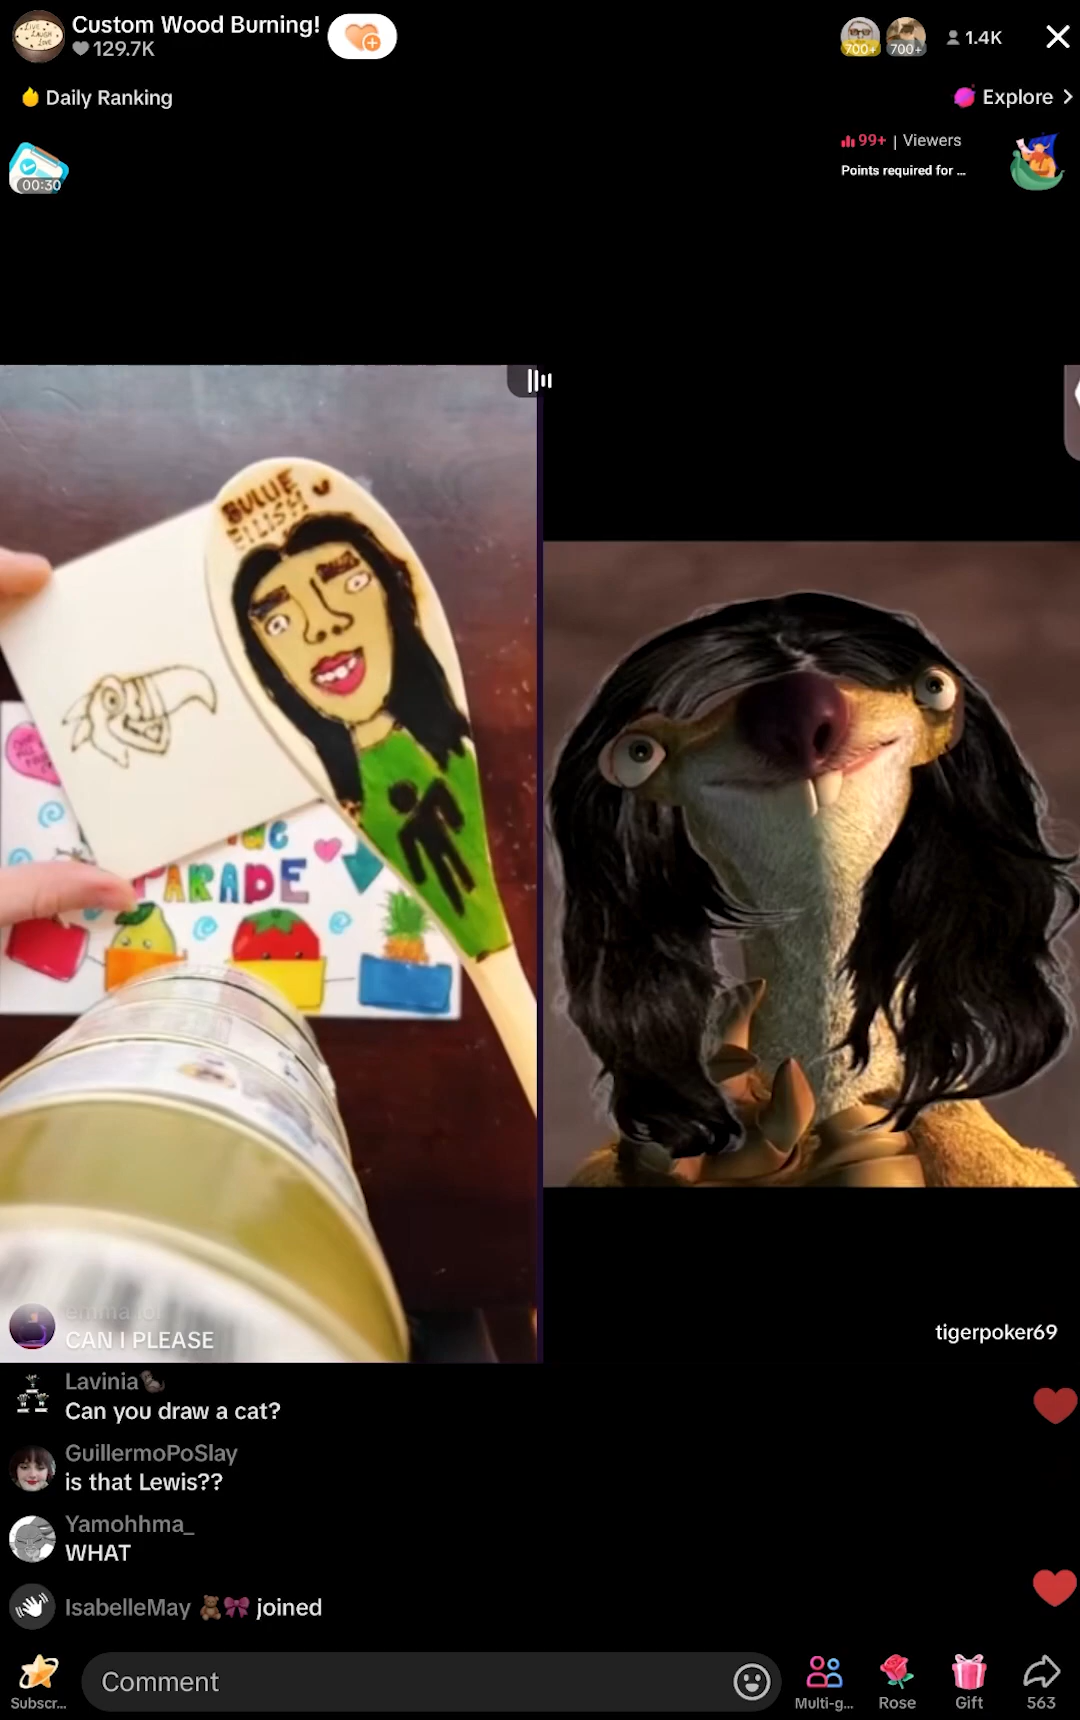 Custom Wood Burning!
129.7K
700+
700+
1.4K
Daily Ranking
Explore
00:30
99+ | Viewers
Points required for ...
EILISH
PARADE
CAN I PLEASE
tigerpoker69
Lavinia
Can you draw a cat?
GuillermoPoSlay
is that Lewis??
Yamohhma_
WHAT
IsabelleMay joined
Comment
Subscr...
Multi-g...
Rose
Gift
563